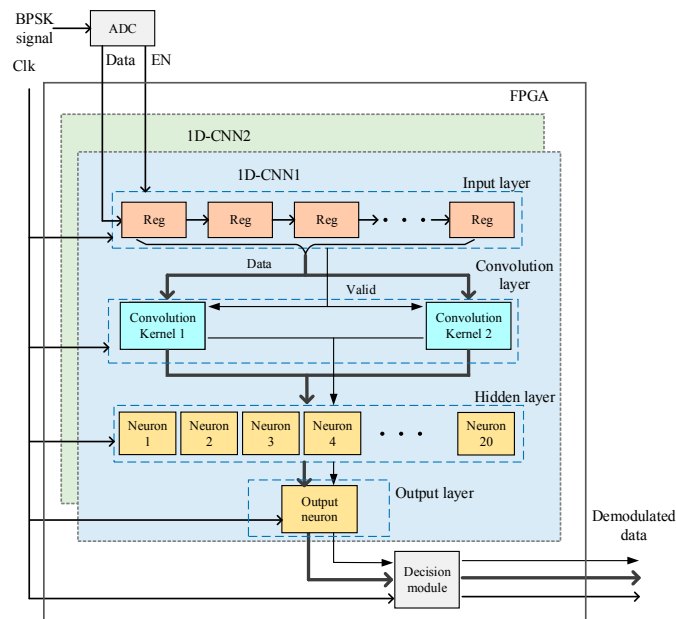 BPSK
signal
ADC
Data
EN
Clk
FPGA
1D-CNN2
1D-CNN1
Input layer
Reg
Reg
Reg
. . .
Reg
Data
Convolution
layer
Valid
Convolution
Kernel 1
Convolution
Kernel 2
Hidden layer
Neuron
1
Neuron
2
Neuron
3
Neuron
4
. . .
Neuron
20
Output layer
Output
neuron
Demodulated
data
Decision
module